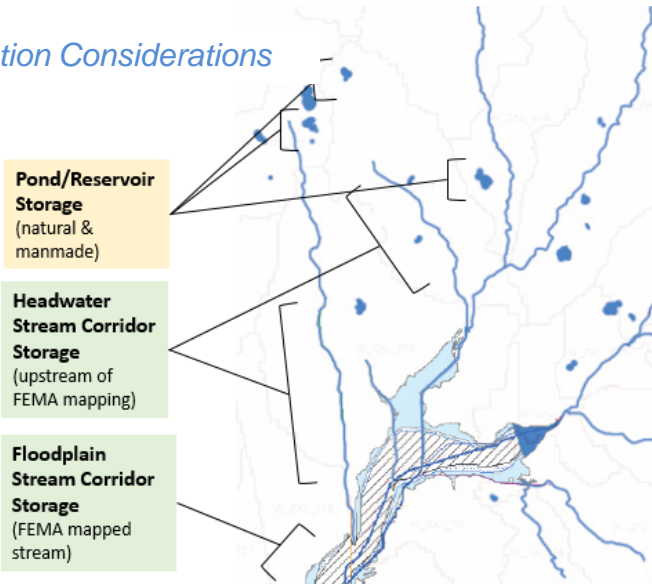 tion Considerations
Pond/Reservoir
Storage
(natural &
manmade)
Headwater
Stream Corridor
Storage
(upstream of
FEMA mapping)
Floodplain
Stream Corridor
Storage
(FEMA mapped
stream)